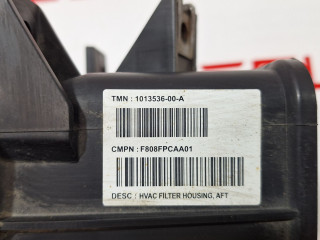 TMN : 1013536-00-A
CMPN : F808FPCAA01
DESC : HVAC FILTER HOUSING, AFT